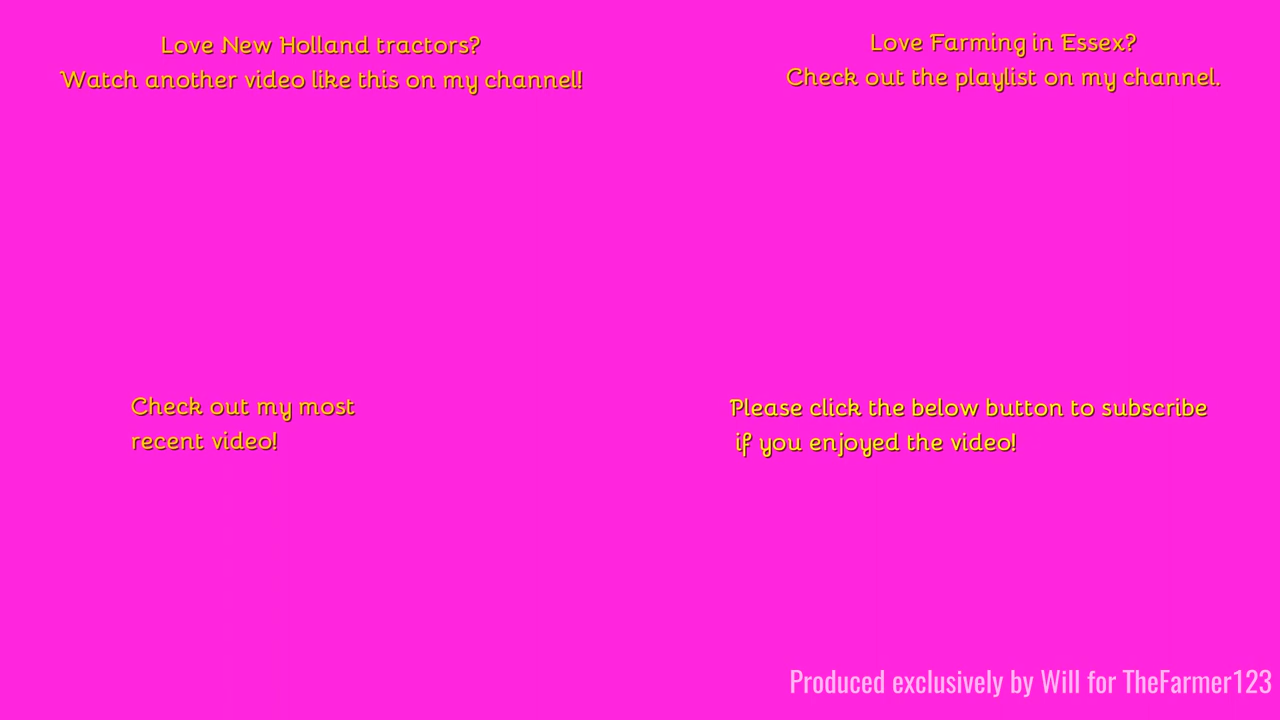 Love New Holland tractors?
Watch another video like this on my channel!
Love Farming in Essex?
Check out the playlist on my channel.
Check out my most
recent video!
Please click the below button to subscribe
if you enjoyed the video!
Produced exclusively by Will for TheFarmer123